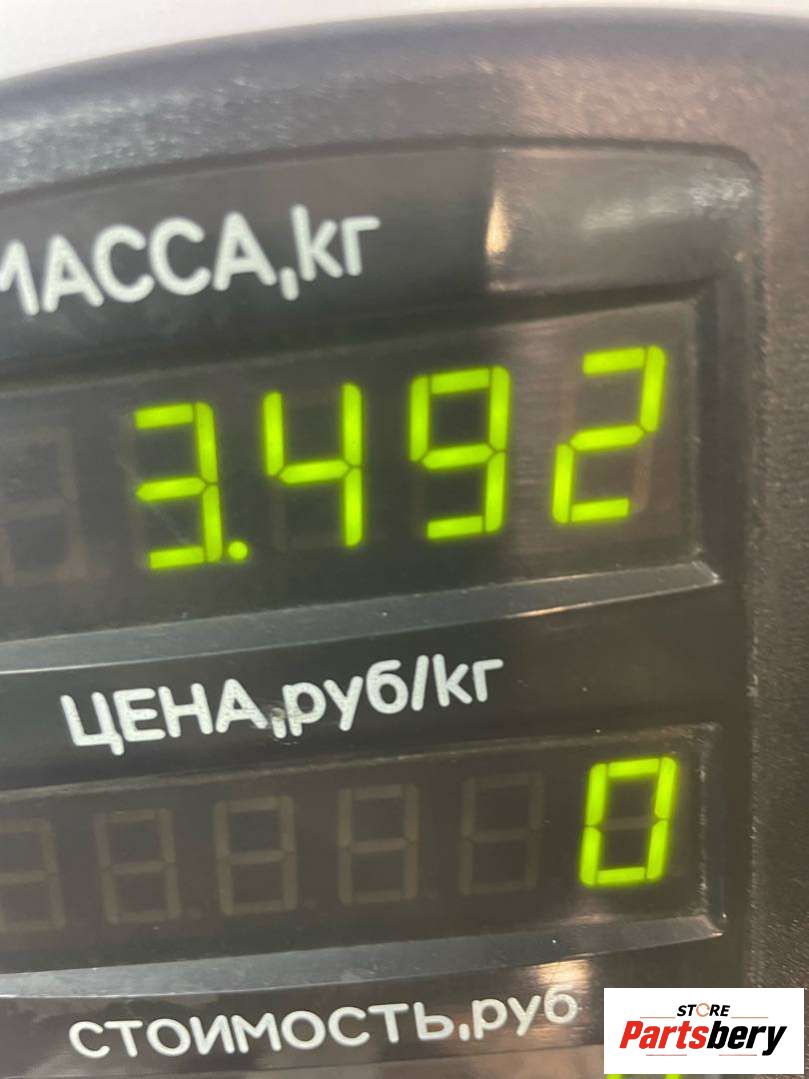 МАССА,кг
3.492
ЦЕНА,руб/кг
0
СТОИМОСТЬ,руб
STORE
Partsbery